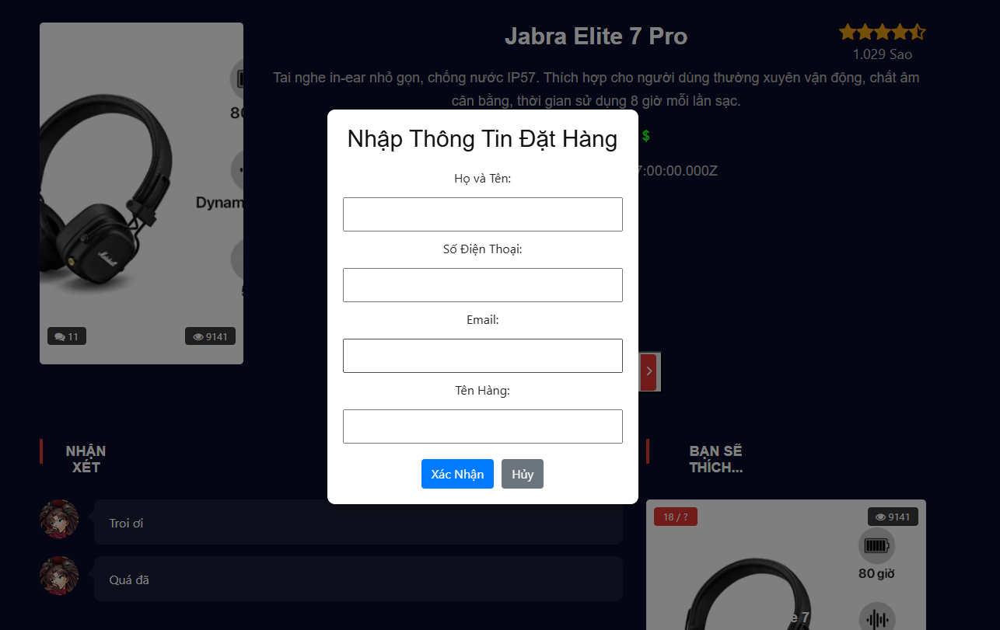 Jabra Elite 7 Pro
1.029 Sao
Tai nghe in-ear nhỏ gọn, chống nước IP57. Thích hợp cho người dùng thường xuyên vận động, chất âm
cân bằng, thời gian sử dụng 8 giờ mỗi lần sạc.
$
7:00:00.000Z
80
Dynam
Marshall
11
9141
Nhập Thông Tin Đặt Hàng
Họ và Tên:
Số Điện Thoại:
Email:
Tên Hàng:
Xác Nhận
Hủy
NHẬN
XÉT
Troi ơi
Quá đã
BẠN SẼ
THÍCH...
18 / ?
9141
80 giờ
e 7